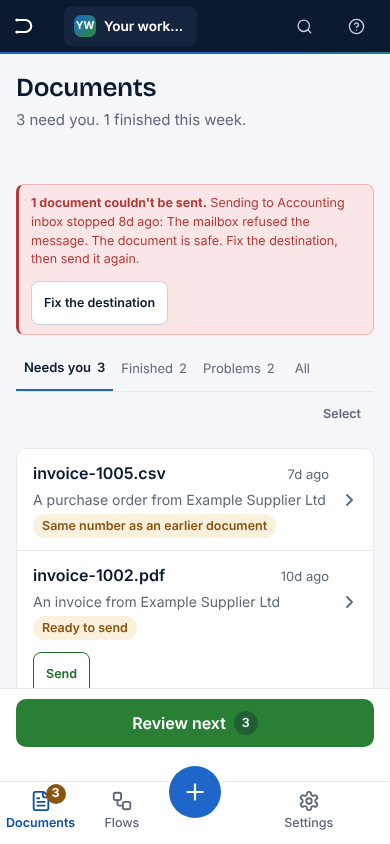 YW Your work...
Documents
3 need you. 1 finished this week.
1 document couldn't be sent. Sending to Accounting
inbox stopped 8d ago: The mailbox refused the
message. The document is safe. Fix the destination,
then send it again.
Fix the destination
Needs you 3 Finished 2 Problems 2 All
Select
invoice-1005.csv 7d ago
A purchase order from Example Supplier Ltd
Same number as an earlier document
invoice-1002.pdf 10d ago
An invoice from Example Supplier Ltd
Ready to send
Send
Review next 3
3
Documents Flows Settings